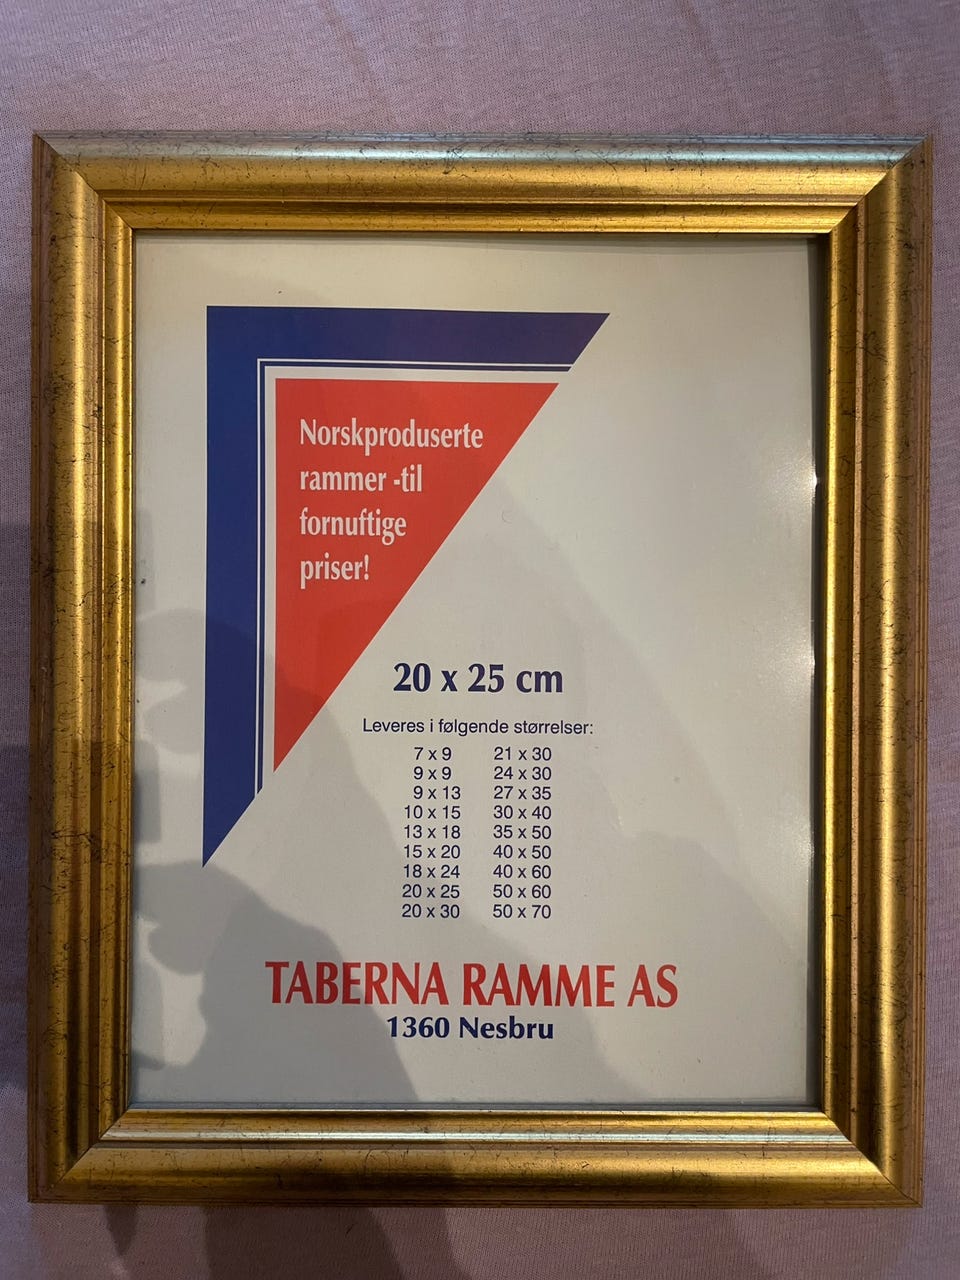 Norskproduserte
rammer -til
fornuftige
priser!
20 x 25 cm
Leveres i følgende størrelser:
7 x 9 21 x 30
9 x 9 24 x 30
9 x 13 27 x 35
10 x 15 30 x 40
13 x 18 35 x 50
15 x 20 40 x 50
18 x 24 40 x 60
20 x 25 50 x 60
20 x 30 50 x 70
TABERNA RAMME AS
1360 Nesbru